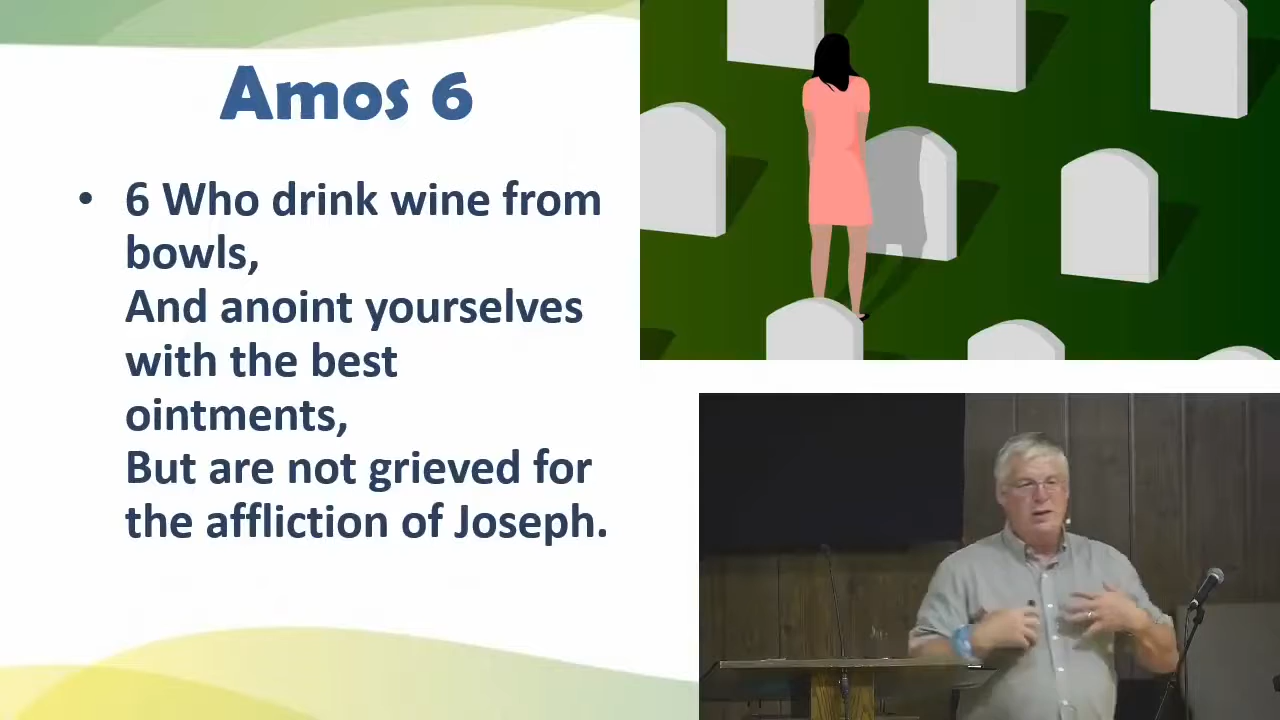 Amos 6
• 6 Who drink wine from
bowls,
And anoint yourselves
with the best
ointments,
But are not grieved for
the affliction of Joseph.